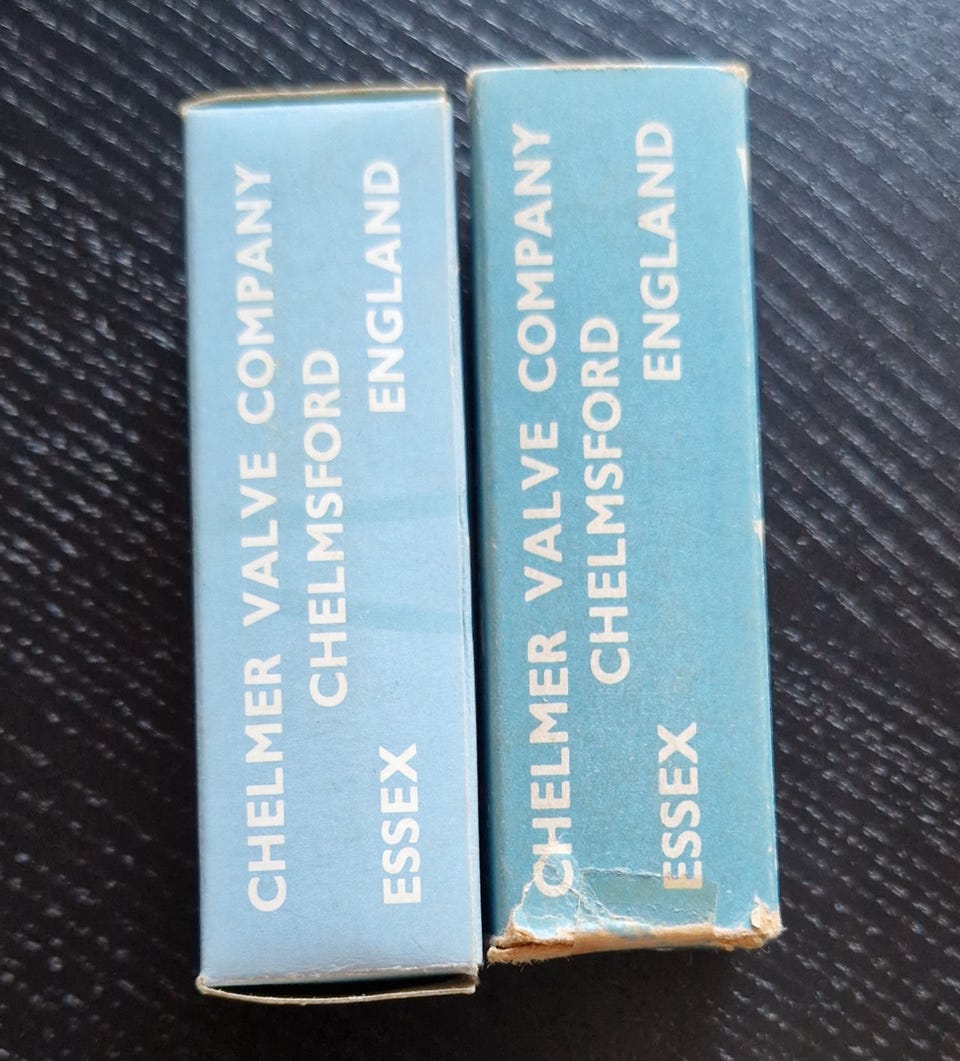 CHELMER VALVE COMPANY
CHELMSFORD
ESSEX ENGLAND
CHELMER VALVE COMPANY
CHELMSFORD
ESSEX ENGLAND